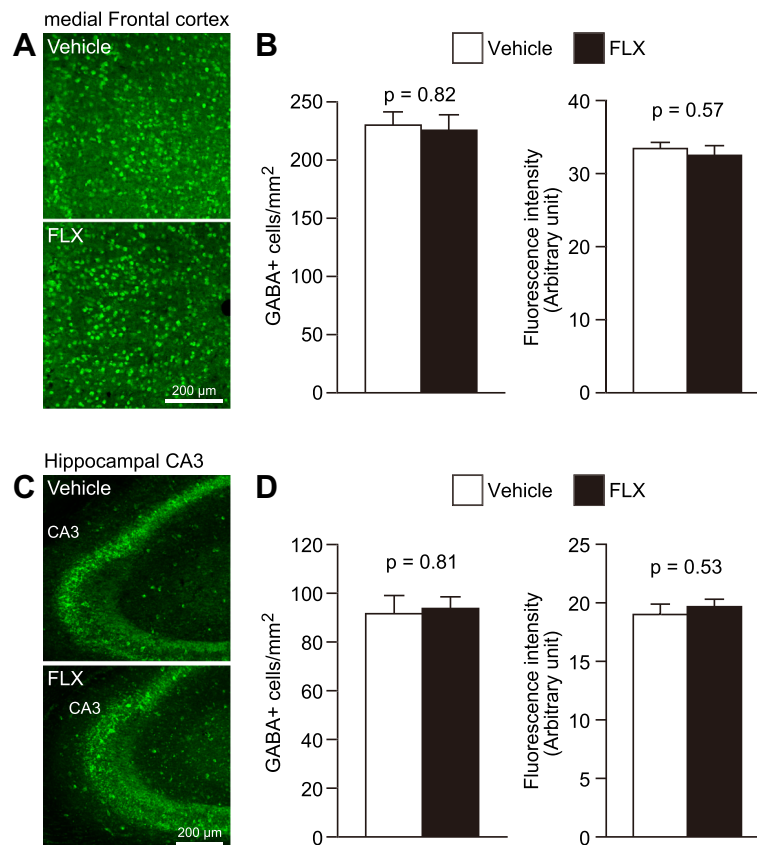 medial Frontal cortex
A
Vehicle
FLX
200 µm
B
Vehicle
FLX
p = 0.82
GABA+ cells/mm2
250
200
150
100
50
0
p = 0.57
Fluorescence intensity
(Arbitrary unit)
40
30
20
10
0
Hippocampal CA3
C
Vehicle
CA3
FLX
CA3
200 µm
D
Vehicle
FLX
p = 0.81
GABA+ cells/mm2
120
100
80
60
40
20
0
p = 0.53
Fluorescence intensity
(Arbitrary unit)
25
20
15
10
5
0